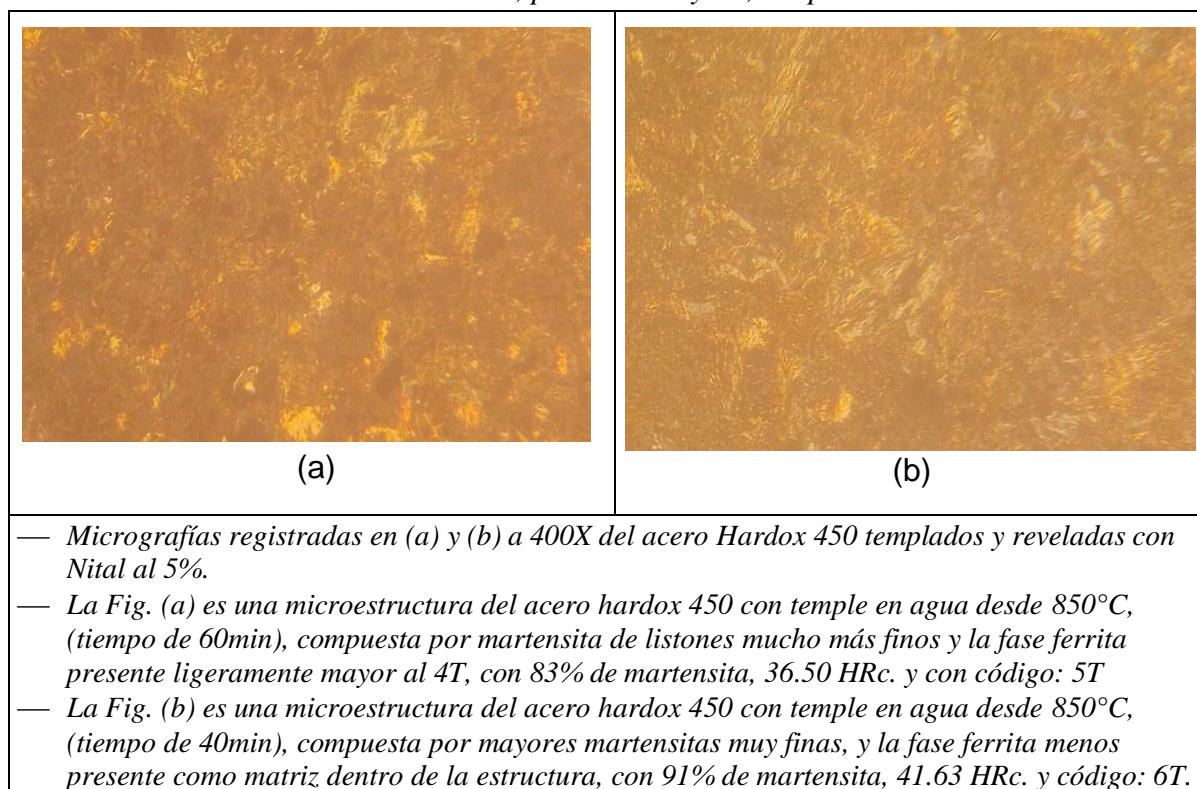 (a)
(b)
— Micrografías registradas en (a) y (b) a 400X del acero Hardox 450 templados y reveladas con
Nital al 5%.
— La Fig. (a) es una microestructura del acero hardox 450 con temple en agua desde 850°C,
(tiempo de 60min), compuesta por martensita de listones mucho más finos y la fase ferrita
presente ligeramente mayor al 4T, con 83% de martensita, 36.50 HRc. y con código: 5T
— La Fig. (b) es una microestructura del acero hardox 450 con temple en agua desde 850°C,
(tiempo de 40min), compuesta por mayores martensitas muy finas, y la fase ferrita menos
presente como matriz dentro de la estructura, con 91% de martensita, 41.63 HRc. y código: 6T.